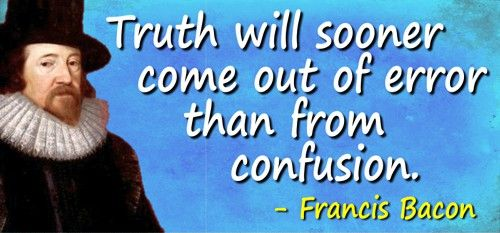 Truth will sooner
come out of error
than from
confusion.
- Francis Bacon